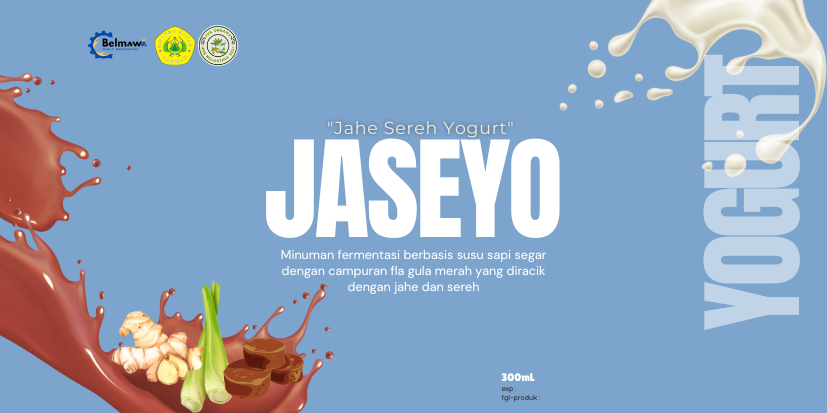 Belmawa
"Jahe Sereh Yogurt"
JASEYO
Minuman fermentasi berbasis susu sapi segar
dengan campuran fla gula merah yang diracik
dengan jahe dan sereh
YOGURT
300mL
exp :
tgl-produk :